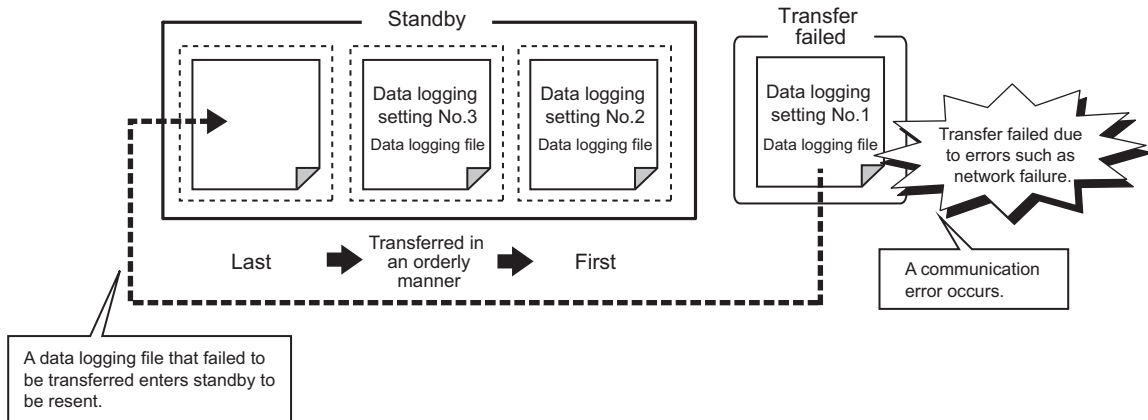 Standby
Transfer
failed
Data logging
setting No.3
Data logging file
Data logging
setting No.2
Data logging file
Data logging
setting No.1
Data logging file
Transfer failed due
to errors such as
network failure.
Last
Transferred in
an orderly
manner
First
A communication
error occurs.
A data logging file that failed to
be transferred enters standby to
be resent.